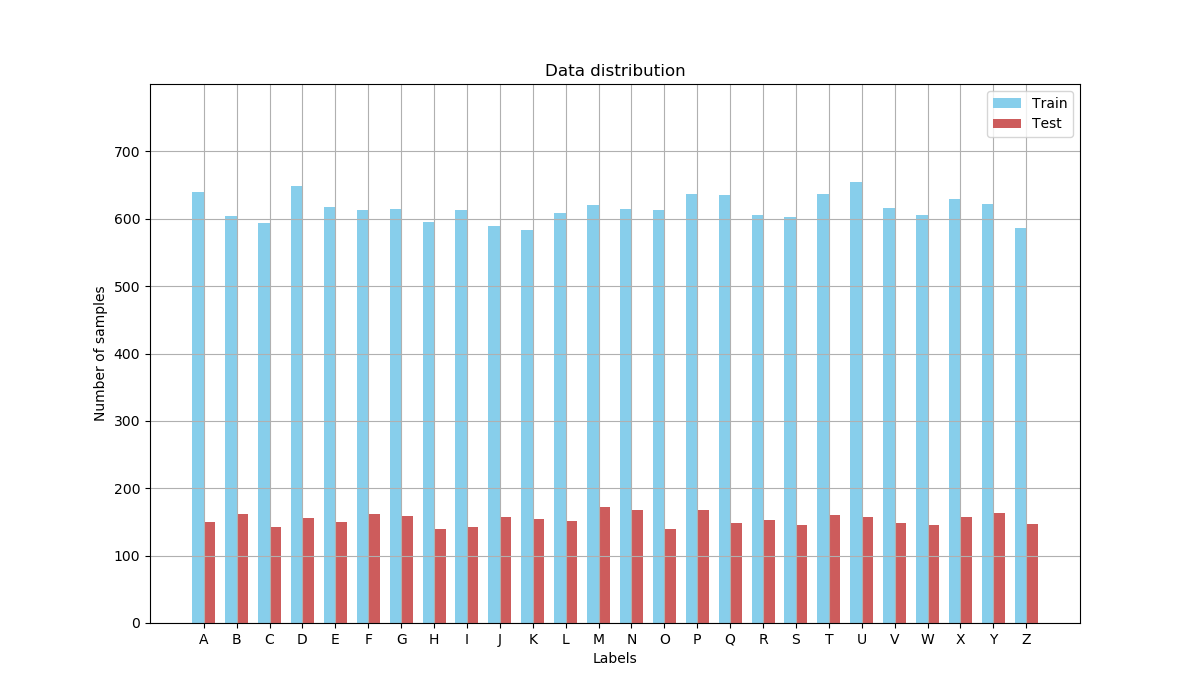 Data distribution
Train
Test
Number of samples
700
600
500
400
300
200
100
0
A B C D E F G H I J K L M N O P Q R S T U V W X Y Z
Labels